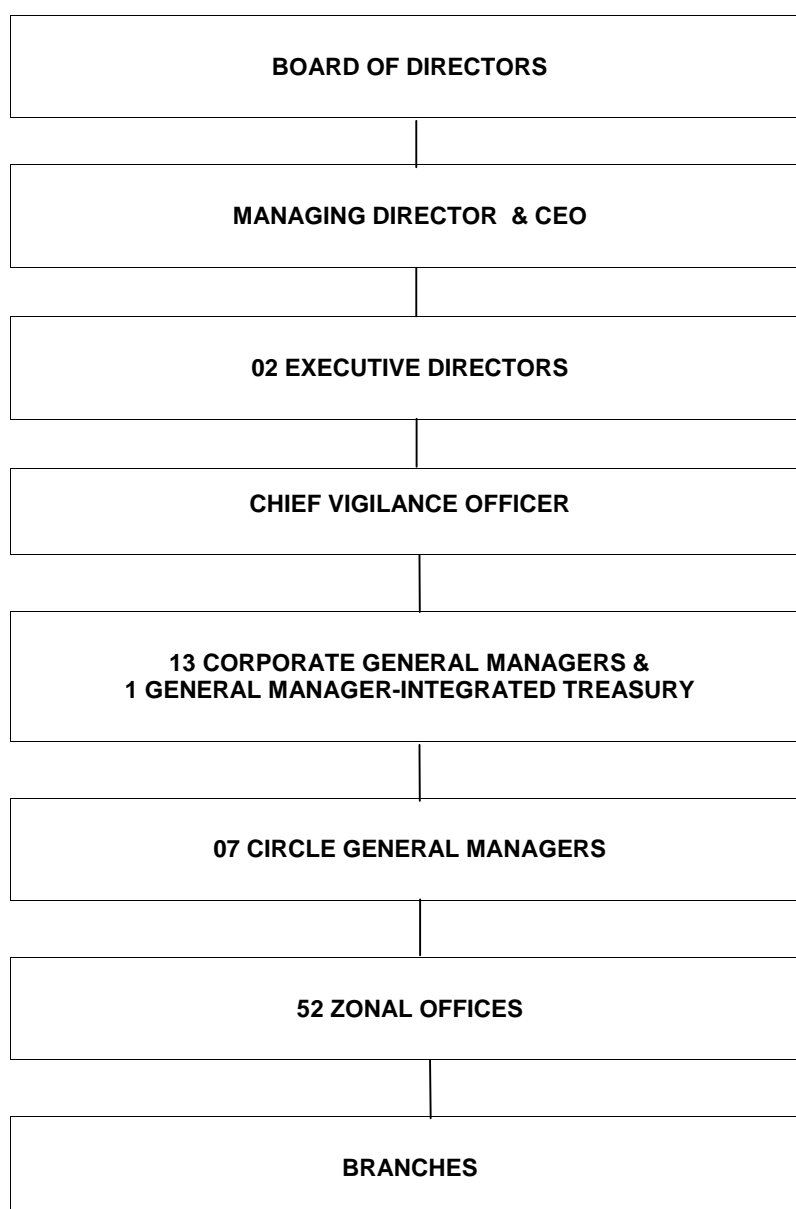 BOARD OF DIRECTORS
MANAGING DIRECTOR & CEO
02 EXECUTIVE DIRECTORS
CHIEF VIGILANCE OFFICER
13 CORPORATE GENERAL MANAGERS &
1 GENERAL MANAGER-INTEGRATED TREASURY
07 CIRCLE GENERAL MANAGERS
52 ZONAL OFFICES
BRANCHES